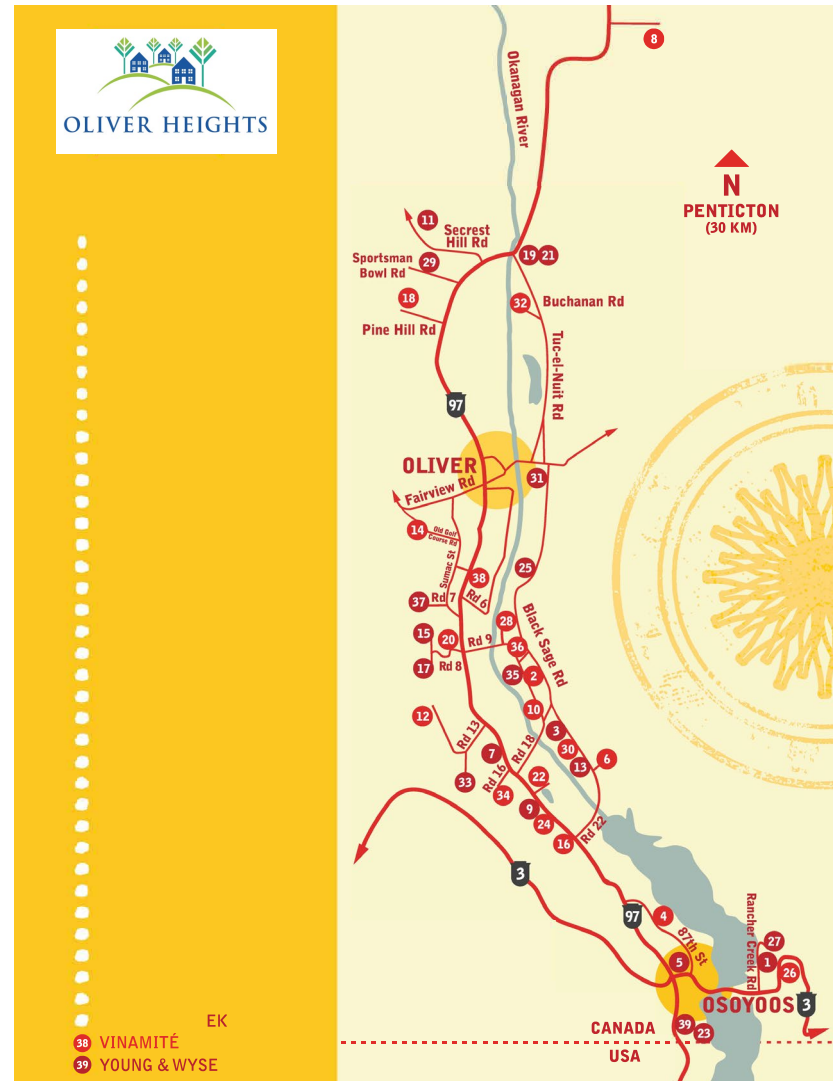 OLIVER HEIGHTS
EK
38 VINAMITÉ
39 YOUNG & WYSE
8
Okanagan River
N
PENTICTON
(30 KM)
11
Secrest
Hill Rd
Sportsman
Bowl Rd
29
19
21
18
32
Buchanan Rd
Pine Hill Rd
Tuc-el-Nuit Rd
97
OLIVER
31
Fairview Rd
14
Old Golf
Course Rd
Sumac St
25
38
37
Rd 7
Rd 6
28
Black Sage Rd
15
20
Rd 9
36
17
Rd 8
35
2
12
10
Rd 13
3
Rd 18
7
30
6
13
33
Rd 16
22
34
9
24
Rd 22
16
3
97
4
87th St
Rancher Creek Rd
27
5
1
26
OSOYOOS
3
39
23
CANADA
USA